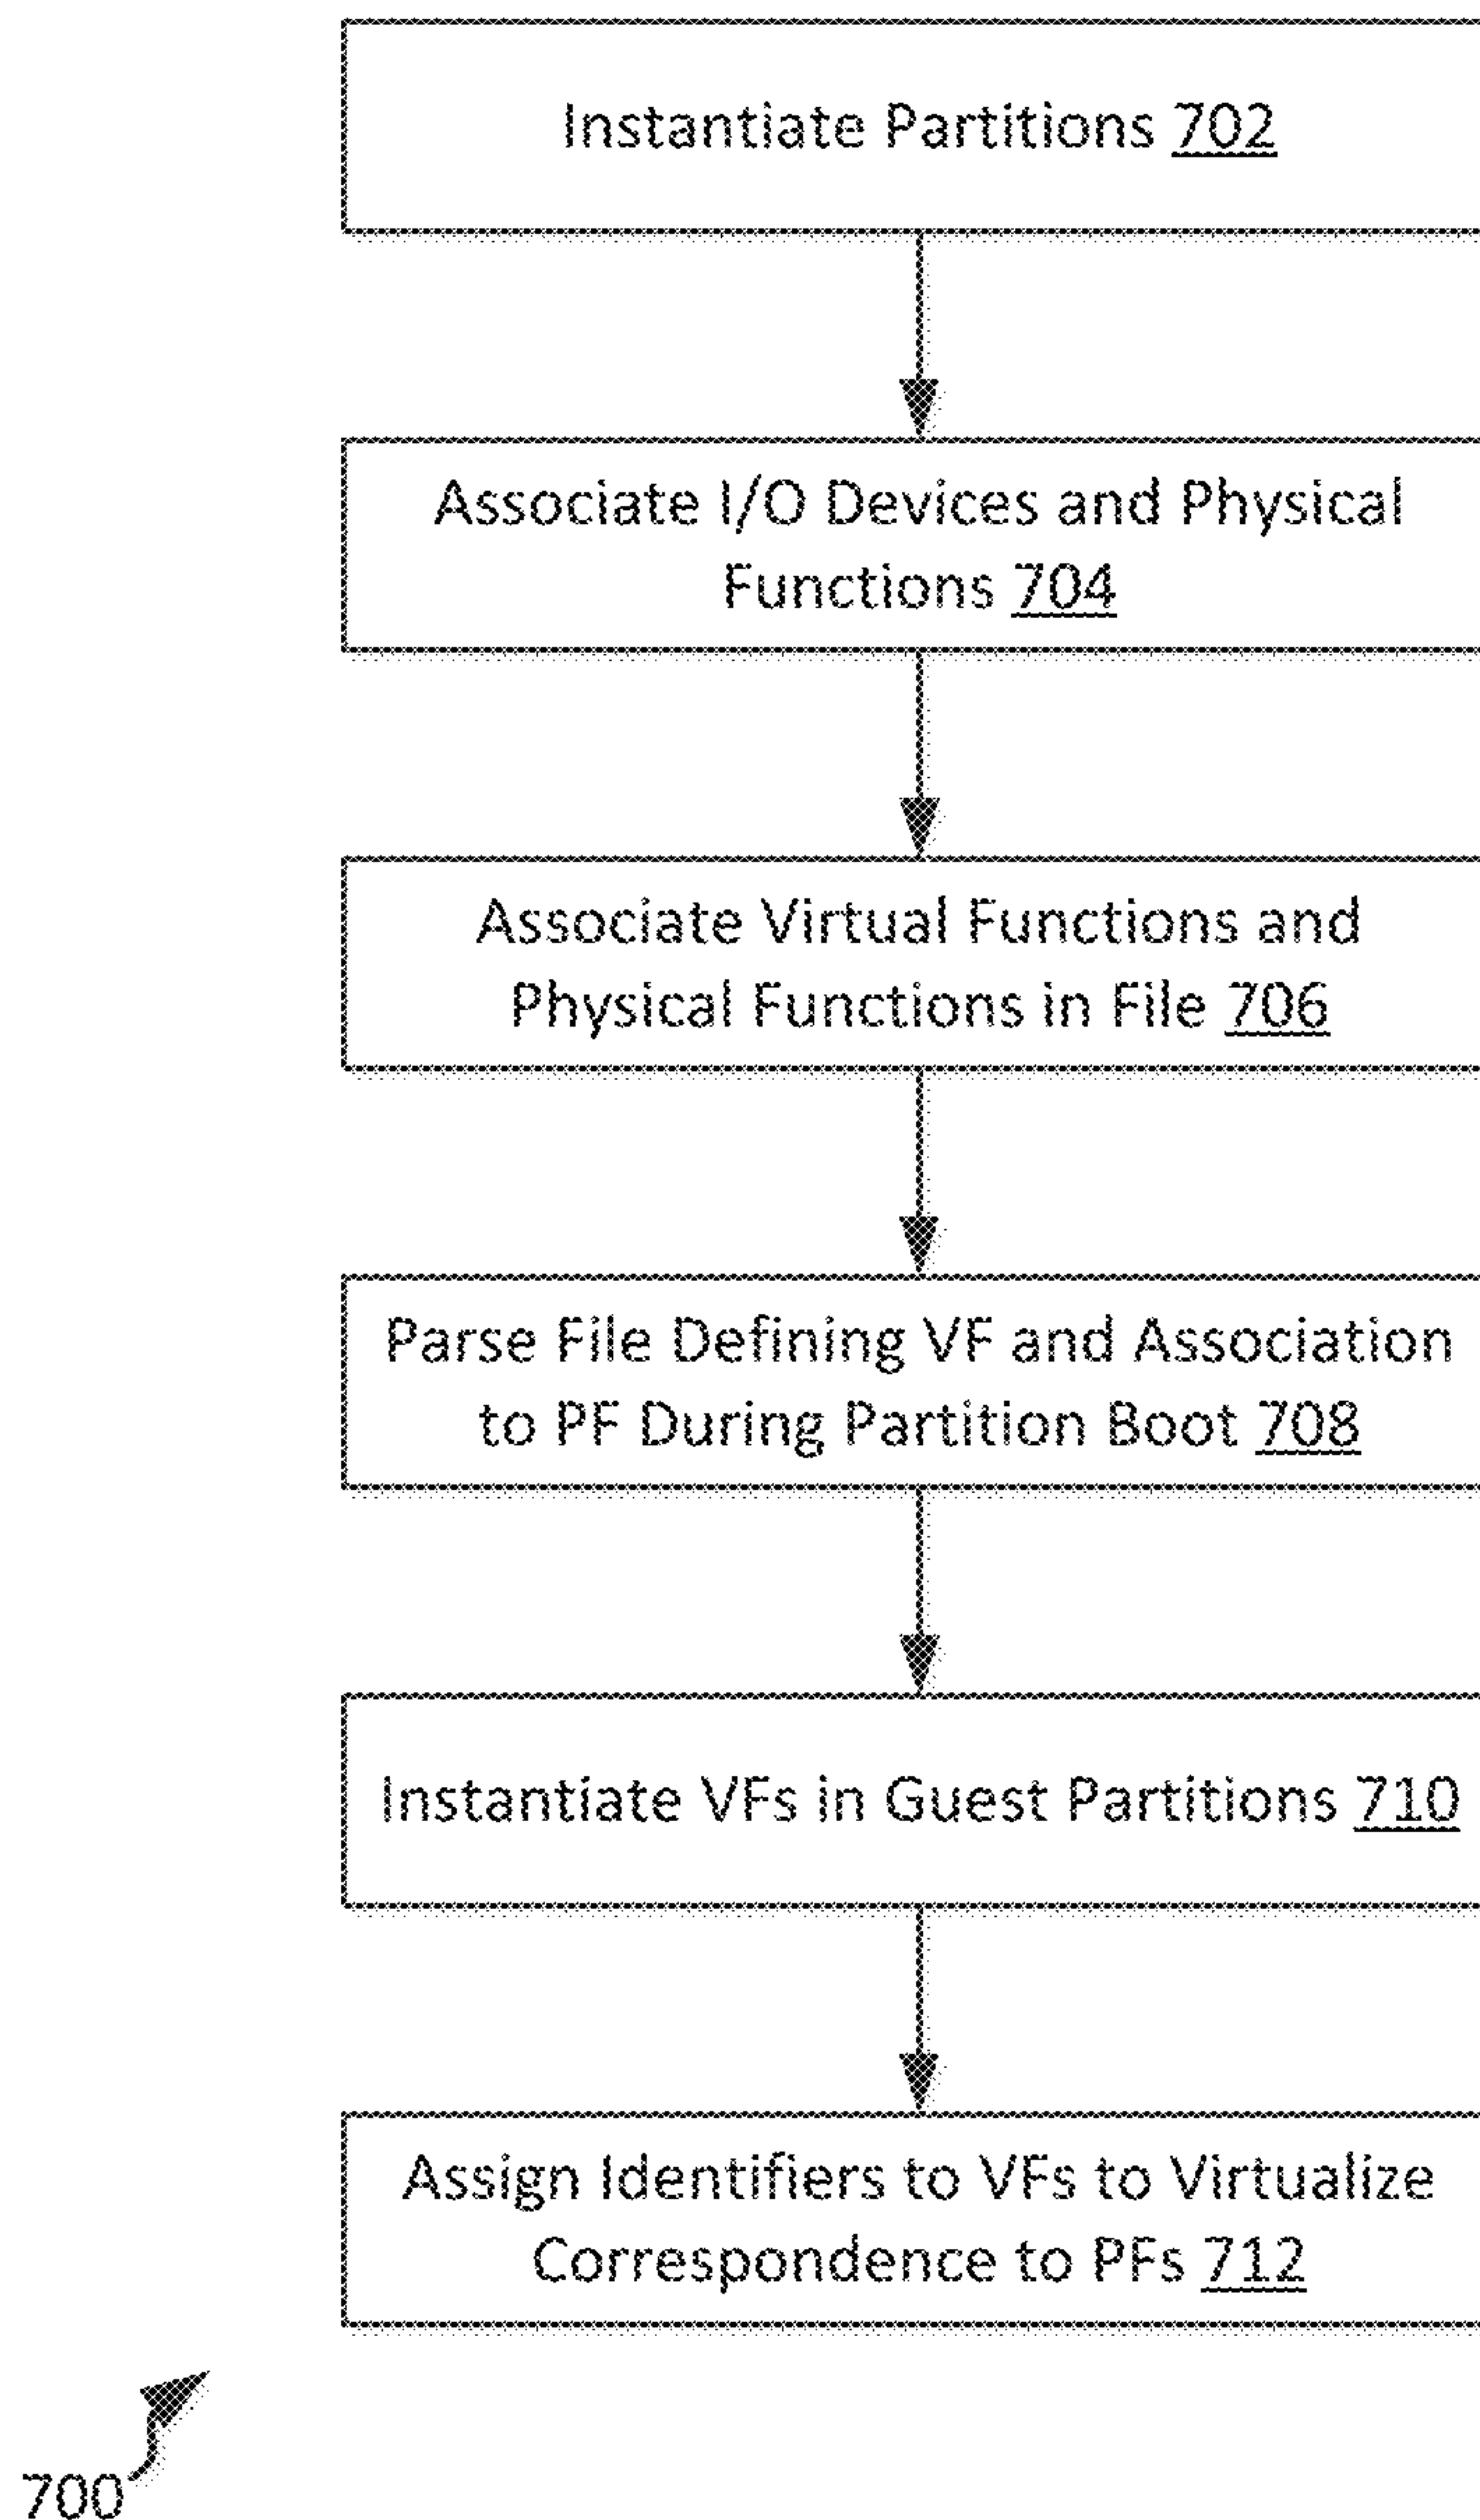 Instantiate Partitions 702
Associate I/O Devices and Physical
Functions 704
Associate Virtual Functions and
Physical Functions in File 706
Parse File Defining VF and Association
to PF During Partition Boot 708
Instantiate VFs in Guest Partitions 710
Assign Identifiers to VFs to Virtualize
Correspondence to PFs 712
700